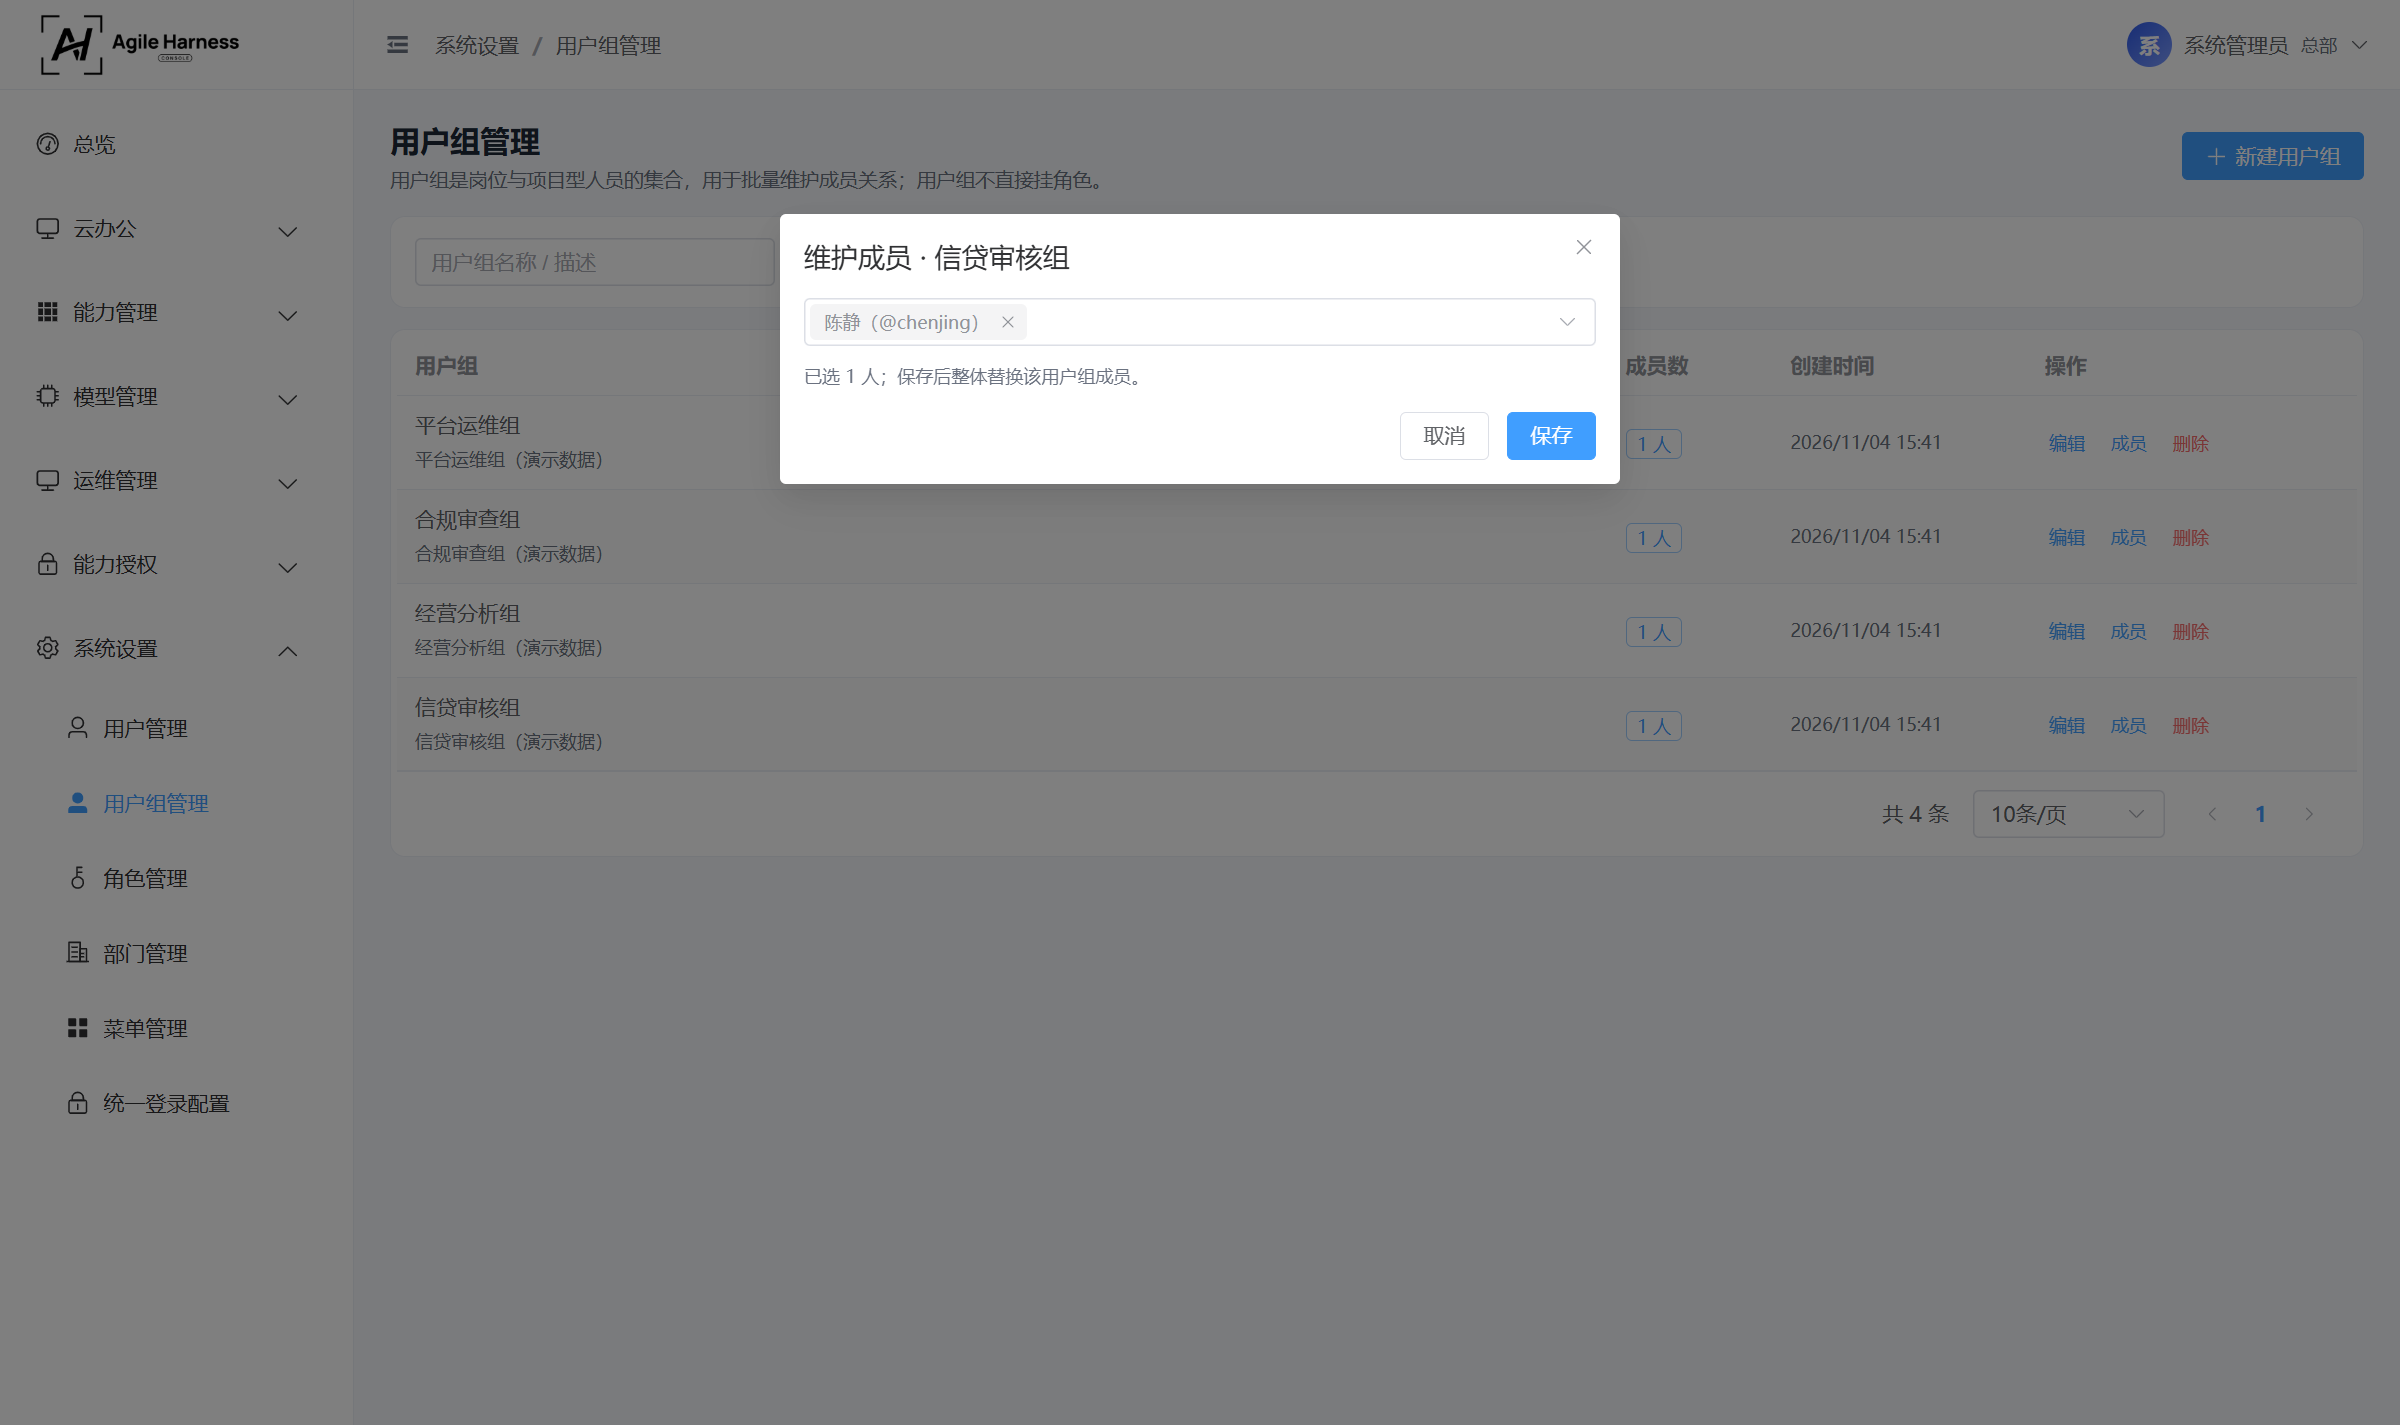 Agile Harness
CONSOLE
系统设置 / 用户组管理
系 系统管理员 总部
总览
云办公
能力管理
模型管理
运维管理
能力授权
系统设置
用户管理
用户组管理
角色管理
部门管理
菜单管理
统一登录配置
用户组管理
用户组是岗位与项目型人员的集合，用于批量维护成员关系；用户组不直接挂角色。
新建用户组
用户组名称 / 描述
维护成员 · 信贷审核组
陈静（@chenjing）
已选 1 人；保存后整体替换该用户组成员。
取消 保存
用户组 成员数 创建时间 操作
平台运维组
平台运维组（演示数据）
1 人 2026/11/04 15:41 编辑 成员 删除
合规审查组
合规审查组（演示数据）
1 人 2026/11/04 15:41 编辑 成员 删除
经营分析组
经营分析组（演示数据）
1 人 2026/11/04 15:41 编辑 成员 删除
信贷审核组
信贷审核组（演示数据）
1 人 2026/11/04 15:41 编辑 成员 删除
共 4 条 10条/页 1